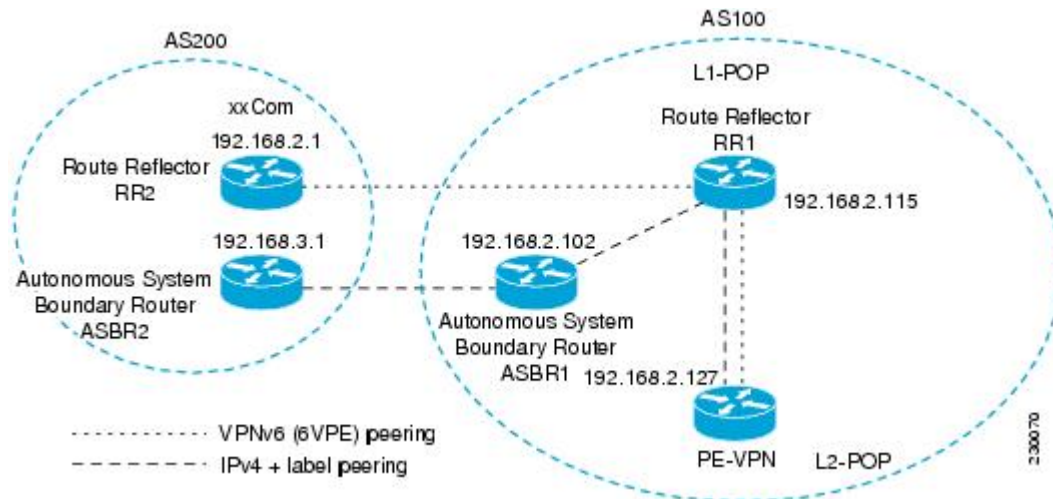 AS100
AS200
L1-POP
xxCom
192.168.2.1
Route Reflector
RR2
Route Reflector
RR1
192.168.2.115
192.168.3.1
192.168.2.102
Autonomous System
Boundary Router
ASBR2
Autonomous System
Boundary Router
ASBR1
192.168.2.127
VPNv6 (6VPE) peering
IPv4 + label peering
PE-VPN
L2-POP
230070